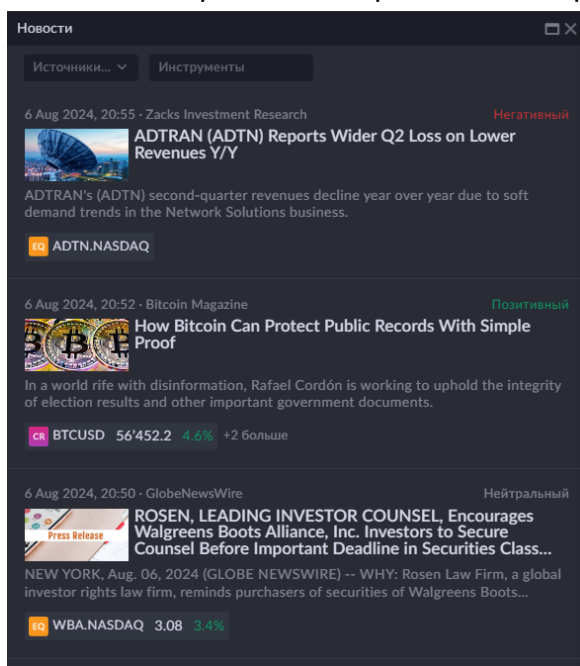 Новости
Источники...
Инструменты
6 Aug 2024, 20:55 · Zacks Investment Research
Негативный
ADTRAN (ADTN) Reports Wider Q2 Loss on Lower
Revenues Y/Y
ADTRAN's (ADTN) second-quarter revenues decline year over year due to soft
demand trends in the Network Solutions business.
EQ ADTN.NASDAQ
6 Aug 2024, 20:52 · Bitcoin Magazine
Позитивный
How Bitcoin Can Protect Public Records With Simple
Proof
In a world rife with disinformation, Rafael Cordón is working to uphold the integrity
of election results and other important government documents.
CR BTCUSD 56'452.2 4.6% +2 больше
6 Aug 2024, 20:50 · GlobeNewsWire
Нейтральный
Press Release
ROSEN, LEADING INVESTOR COUNSEL, Encourages
Walgreens Boots Alliance, Inc. Investors to Secure
Counsel Before Important Deadline in Securities Class...
NEW YORK, Aug. 06, 2024 (GLOBE NEWSWIRE) -- WHY: Rosen Law Firm, a global
investor rights law firm, reminds purchasers of securities of Walgreens Boots...
EQ WBA.NASDAQ 3.08 3.4%